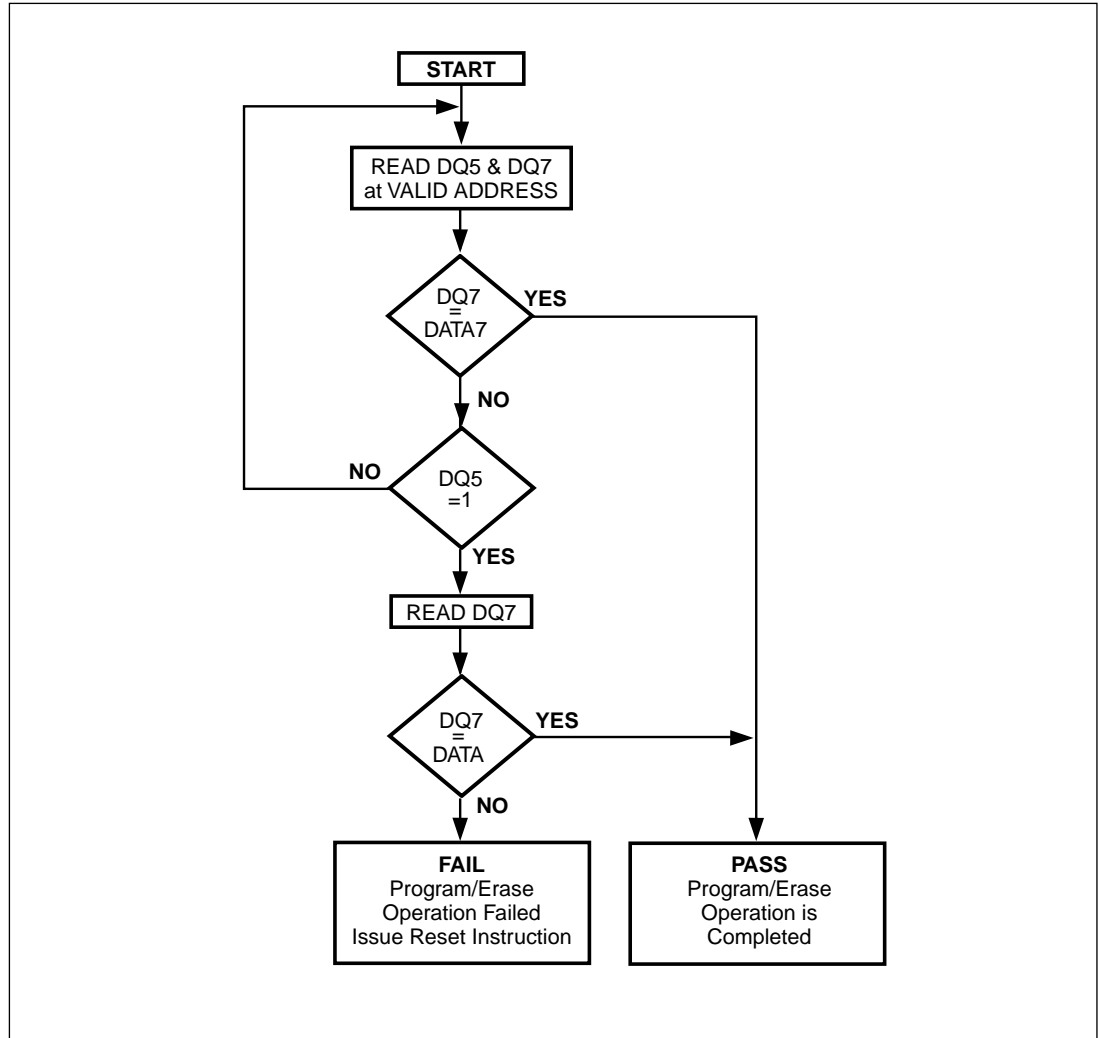 START
READ DQ5 & DQ7
at VALID ADDRESS
DQ7
=
DATA7
YES
NO
DQ5
=1
NO
YES
READ DQ7
DQ7
=
DATA
YES
NO
FAIL
Program/Erase
Operation Failed
Issue Reset Instruction
PASS
Program/Erase
Operation is
Completed